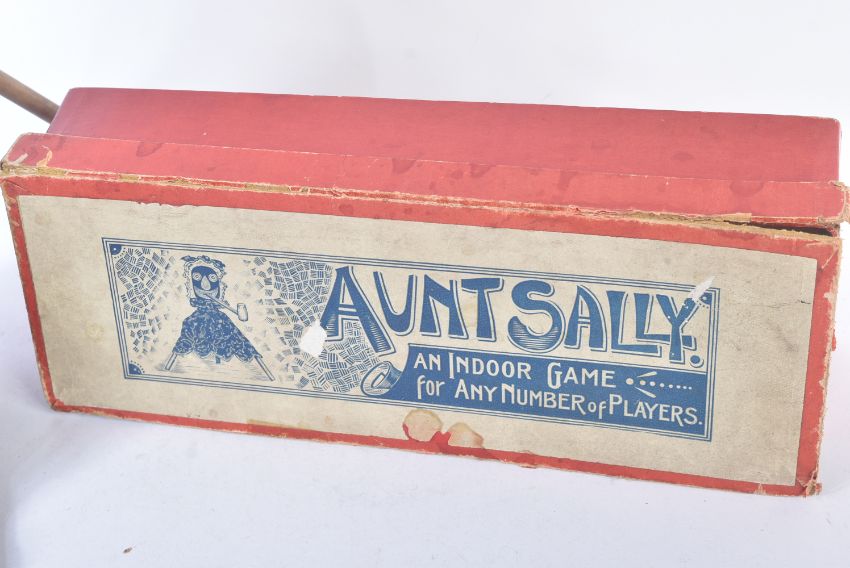 AUNT SALLY.
AN INDOOR GAME
for ANY NUMBER of PLAYERS.